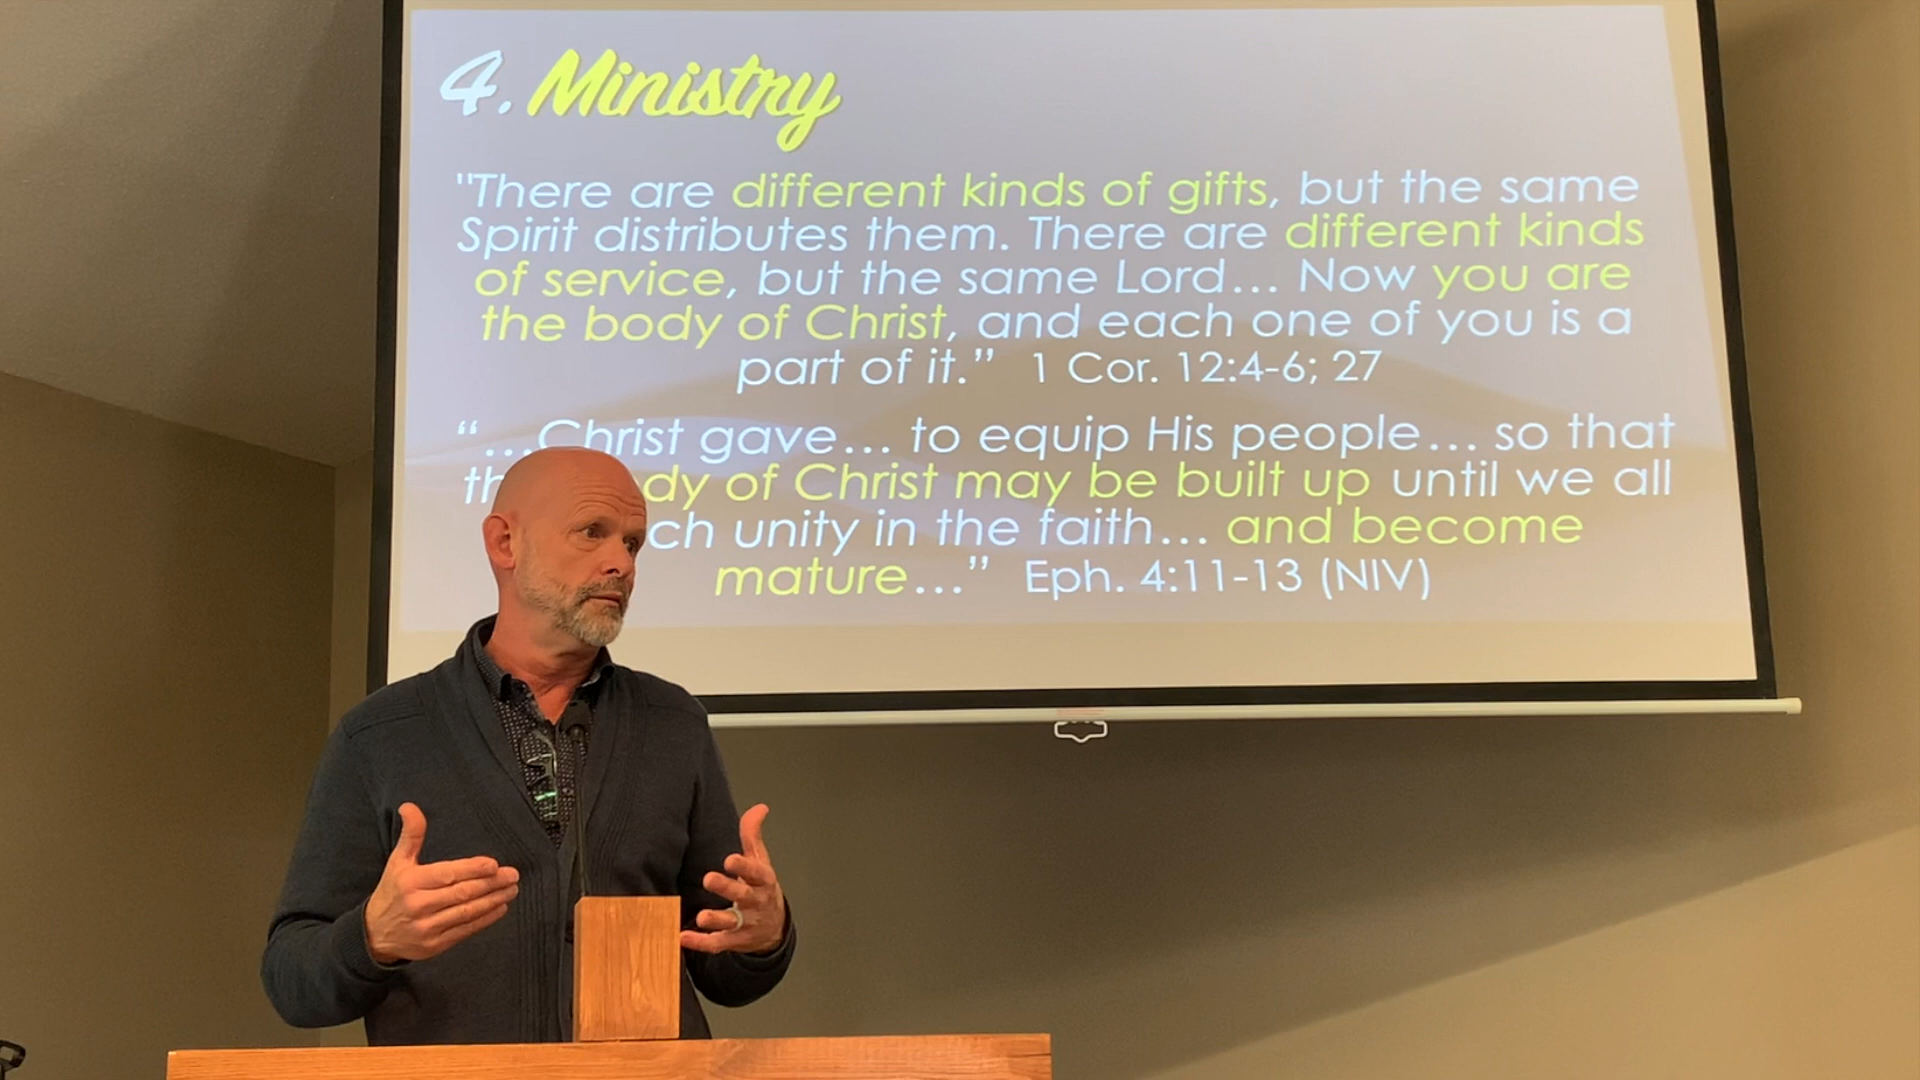 4. Ministry
"There are different kinds of gifts, but the same
Spirit distributes them. There are different kinds
of service, but the same Lord... Now you are
the body of Christ, and each one of you is a
part of it.” 1 Cor. 12:4-6; 27
“...Christ gave... to equip His people... so that
dy of Christ may be built up until we all
ch unity in the faith... and become
mature...” Eph. 4:11-13 (NIV)